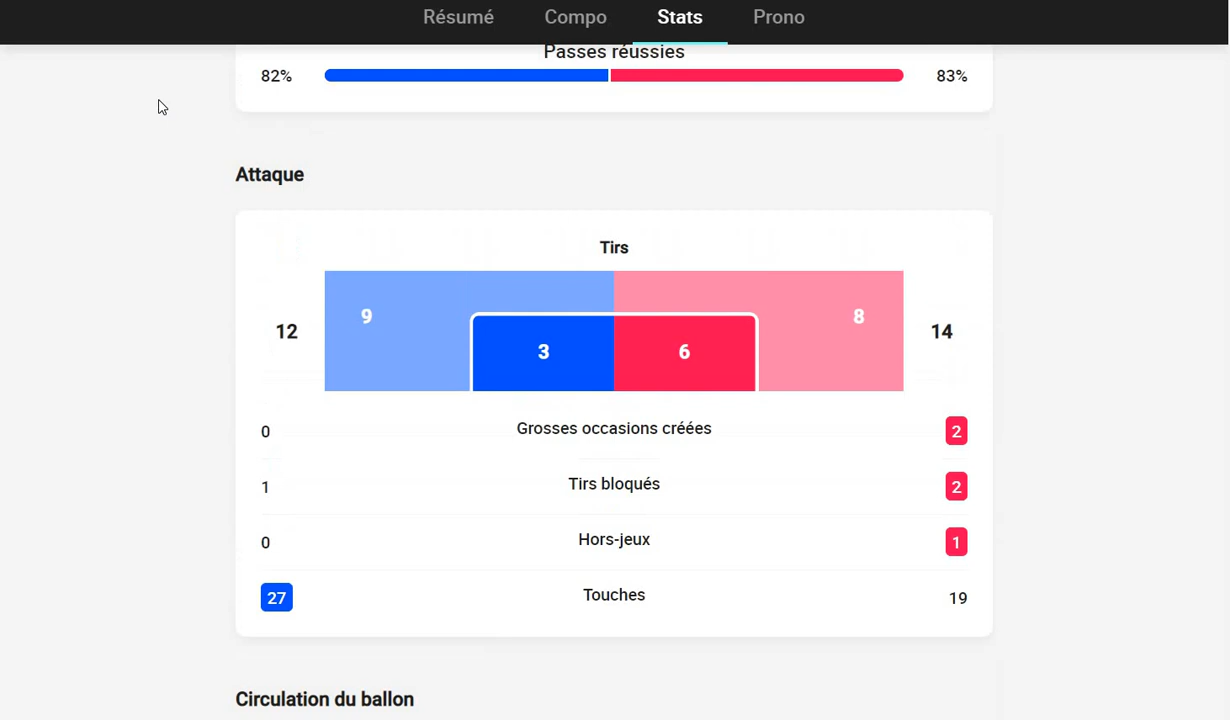 Résumé Compo Stats Prono
Passes réussies
82% 83%
Attaque
Tirs
12 9 3 6 8 14
0 Grosses occasions créées 2
1 Tirs bloqués 2
0 Hors-jeux 1
27 Touches 19
Circulation du ballon